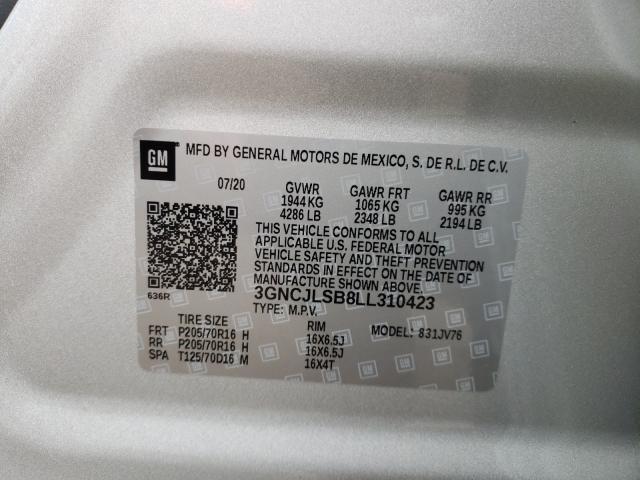 GM MFD BY GENERAL MOTORS DE MEXICO, S. DE R.L. DE C.V.
07/20 GVWR GAWR FRT GAWR RR
1944 KG 1065 KG 995 KG
4286 LB 2348 LB 2194 LB
THIS VEHICLE CONFORMS TO ALL
APPLICABLE U.S. FEDERAL MOTOR
VEHICLE SAFETY AND THEFT PREVENTION
STANDARDS IN EFFECT ON THE DATE OF
MANUFACTURE SHOWN ABOVE.
636R 3GNCJLSB8LL310423
TYPE: M.P.V.
TIRE SIZE RIM MODEL: 831JV76
FRT P205/70R16 H 16X6.5J
RR P205/70R16 H 16X6.5J
SPA T125/70D16 M 16X4T